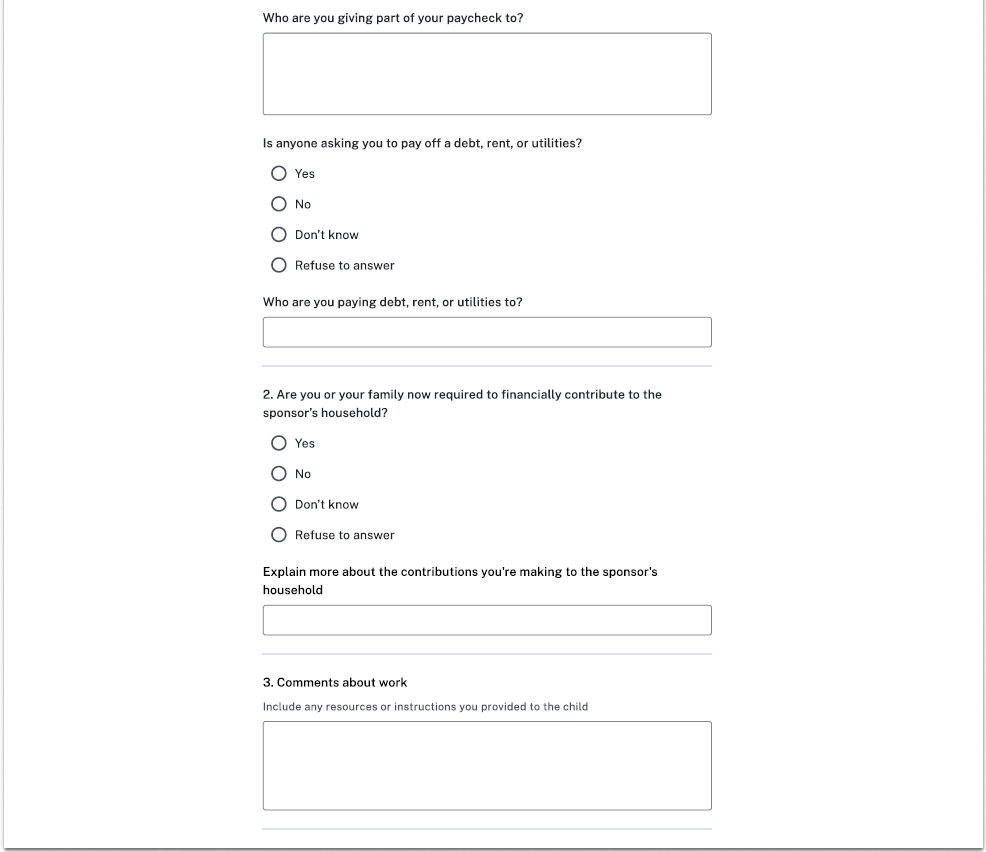 Who are you giving part of your paycheck to?
Is anyone asking you to pay off a debt, rent, or utilities?
Yes
No
Don't know
Refuse to answer
Who are you paying debt, rent, or utilities to?
2. Are you or your family now required to financially contribute to the
sponsor's household?
Yes
No
Don't know
Refuse to answer
Explain more about the contributions you're making to the sponsor's
household
3. Comments about work
Include any resources or instructions you provided to the child